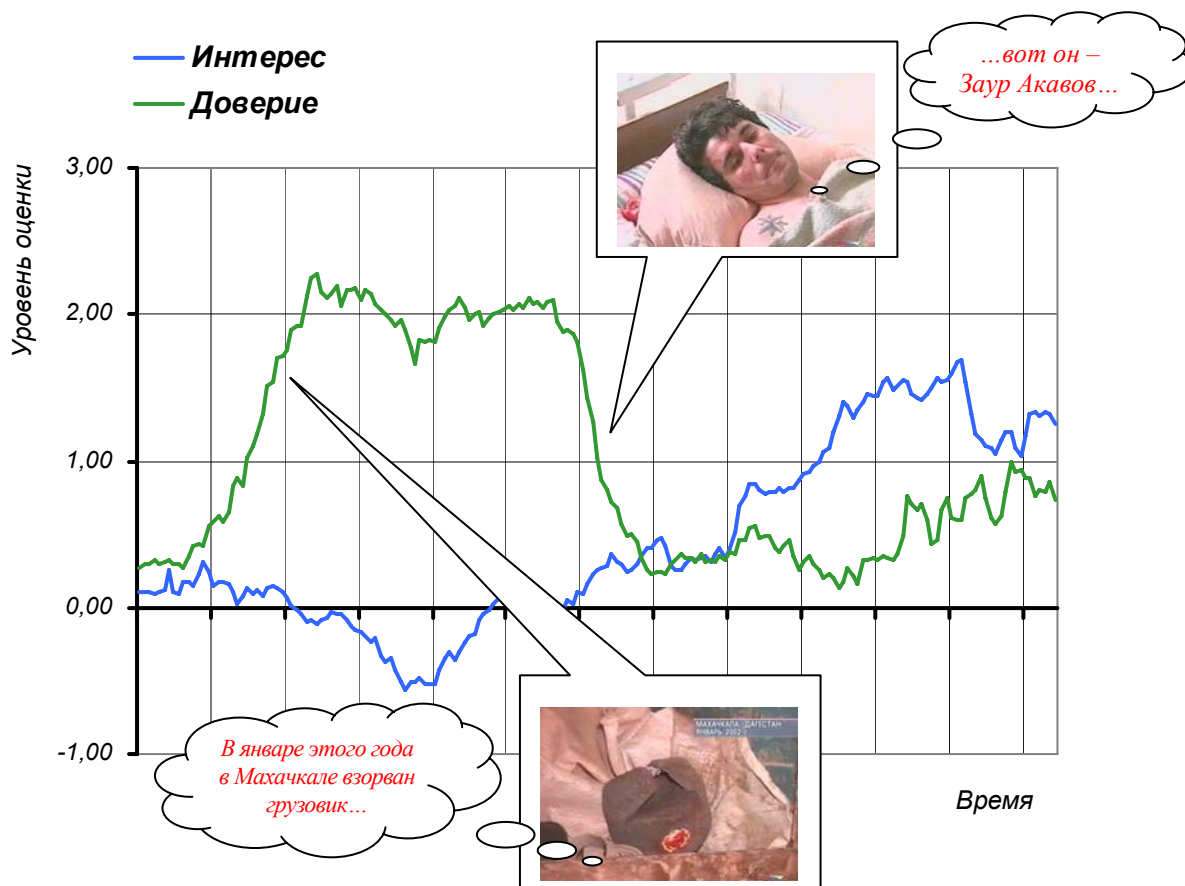 Интерес
Доверие
...вот он –
Заур Акавов...
Уровень оценки
3,00
2,00
1,00
0,00
-1,00
В январе этого года
в Махачкале взорван
грузовик...
МАХАЧКАЛА ДАГЕСТАН
ЯНВАРЬ 2002 г.
Время